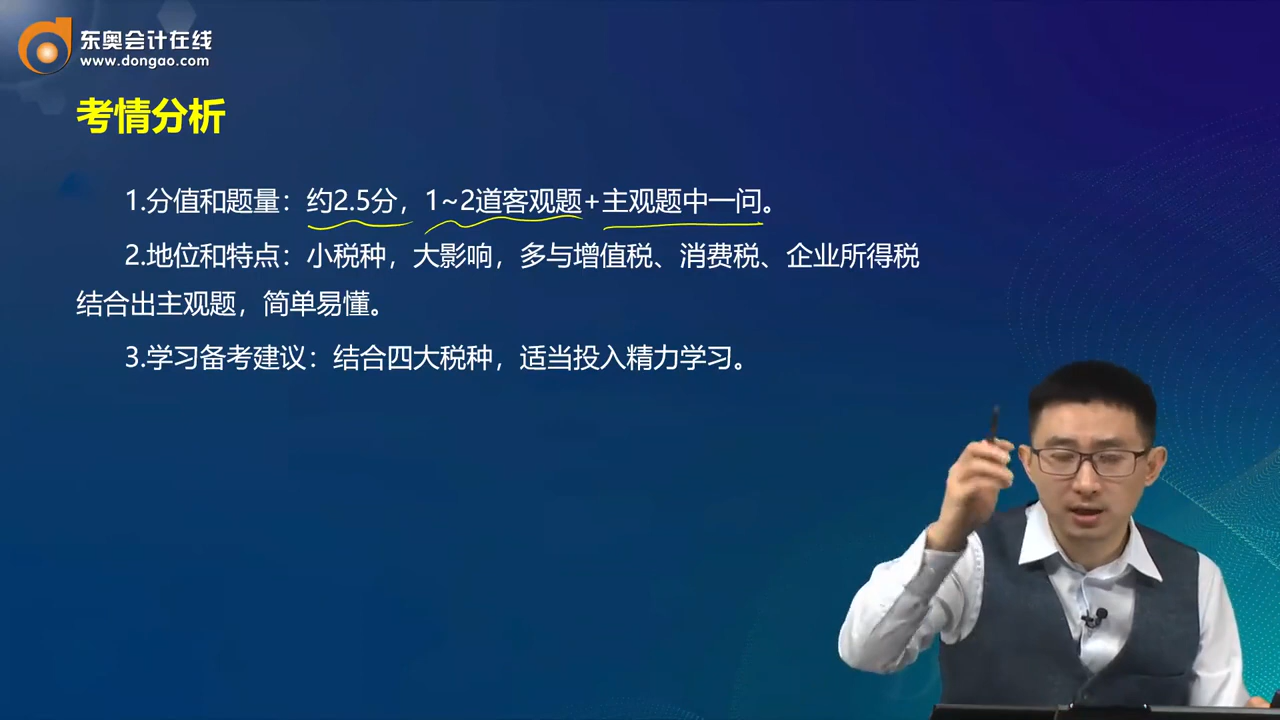 东奥会计在线
www.dongao.com
考情分析
1.分值和题量：约2.5分，1~2道客观题+主观题中一问。
2.地位和特点：小税种，大影响，多与增值税、消费税、企业所得税
结合出主观题，简单易懂。
3.学习备考建议：结合四大税种，适当投入精力学习。